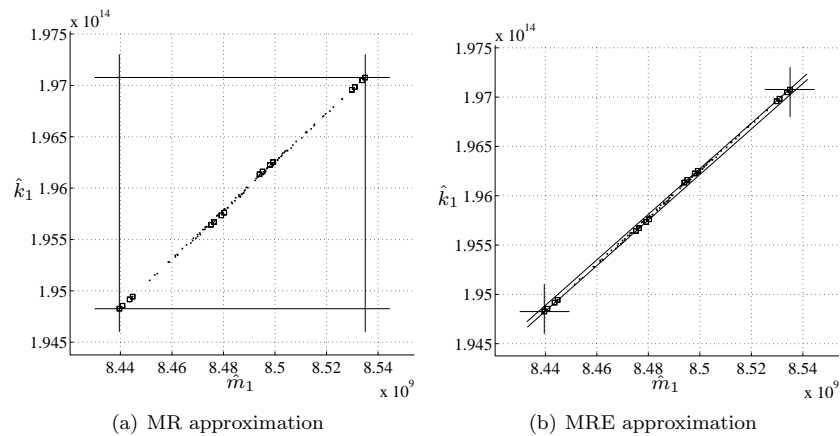 x 10^14
1.975
1.97
1.965
1.96
k̂1
1.955
1.95
1.945
8.44 8.46 8.48 8.5 8.52 8.54
m̂1
x 10^9
(a) MR approximation
x 10^14
1.975
1.97
1.965
1.96
k̂1
1.955
1.95
1.945
8.44 8.46 8.48 8.5 8.52 8.54
m̂1
x 10^9
(b) MRE approximation